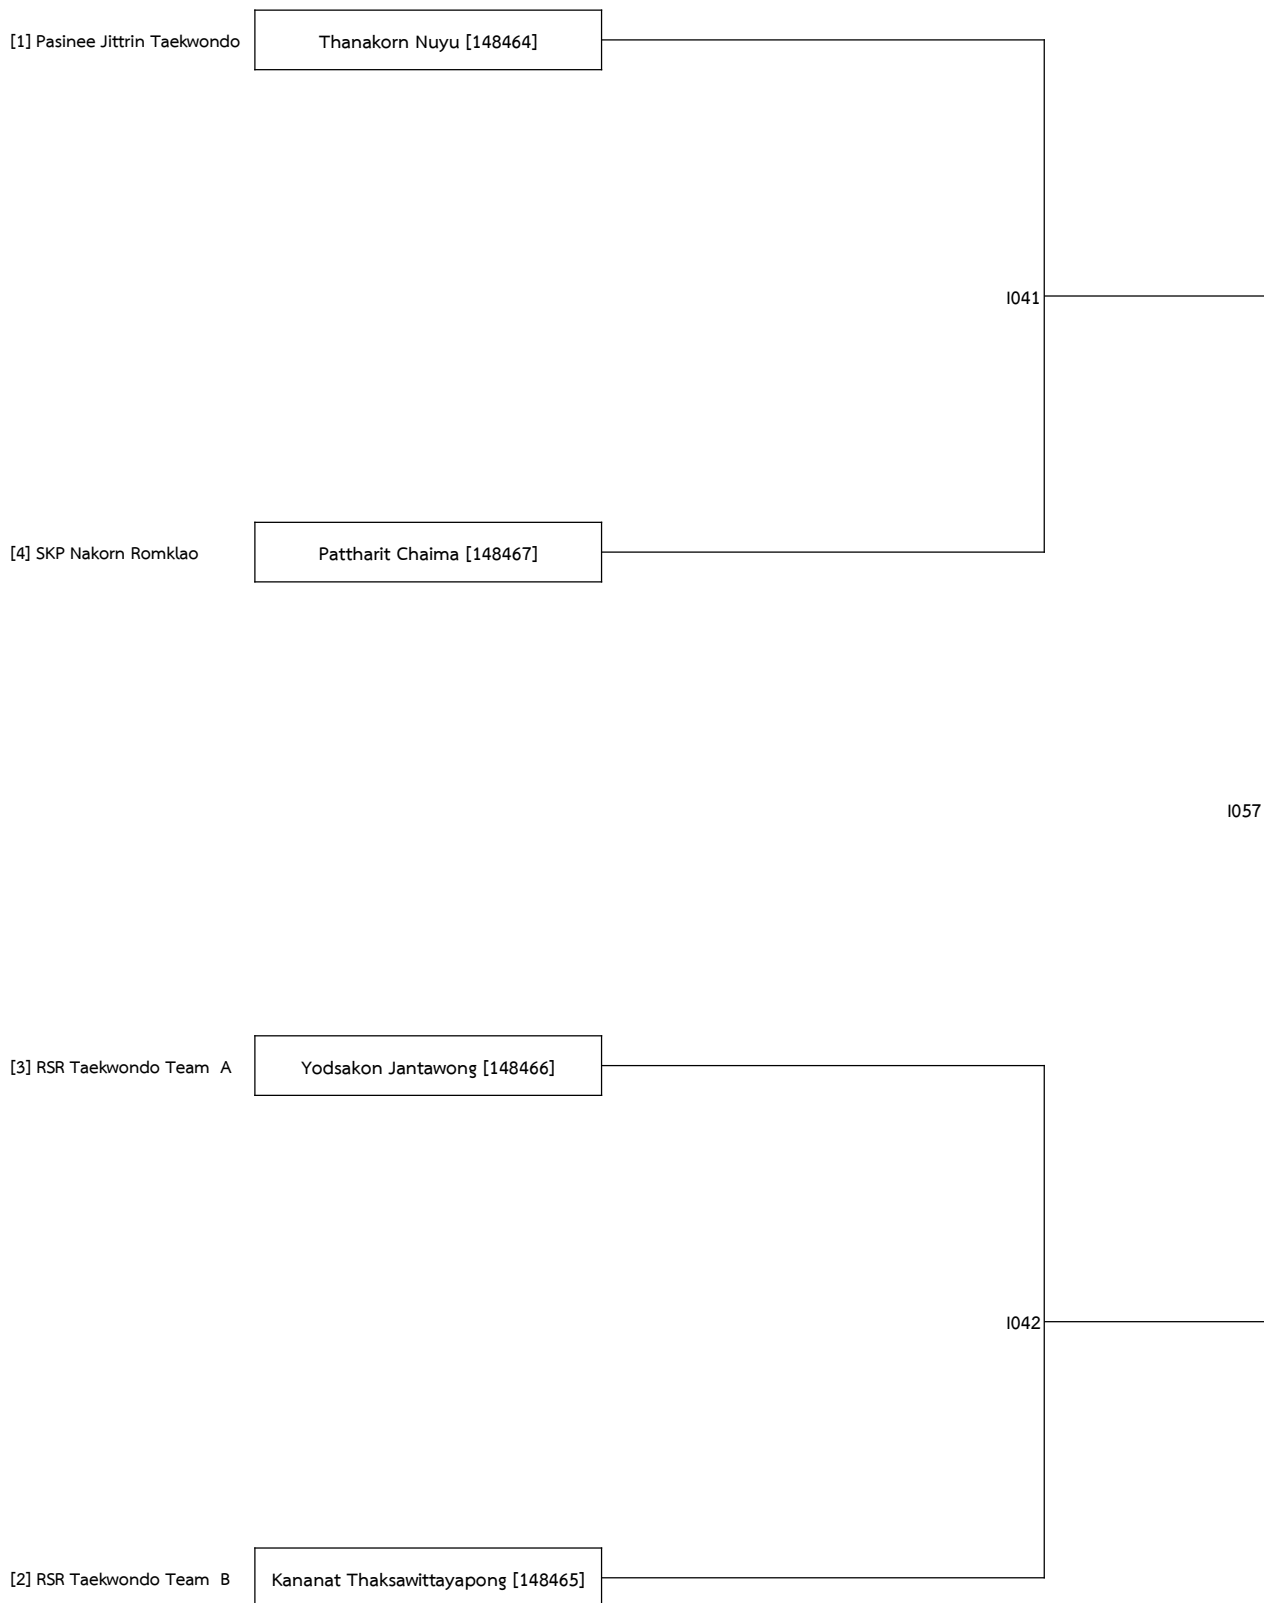 [1] Pasinee Jittrin Taekwondo Thanakorn Nuyu [148464]
I041
[4] SKP Nakorn Romklao Pattharit Chaima [148467]
I057
[3] RSR Taekwondo Team  A Yodsakon Jantawong [148466]
I042
[2] RSR Taekwondo Team  B Kananat Thaksawittayapong [148465]